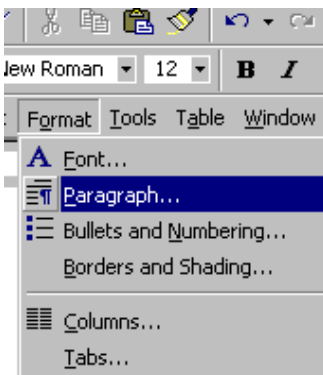 New Roman 12 B I
Format Tools Table Window
Font...
Paragraph...
Bullets and Numbering...
Borders and Shading...
Columns...
Tabs...